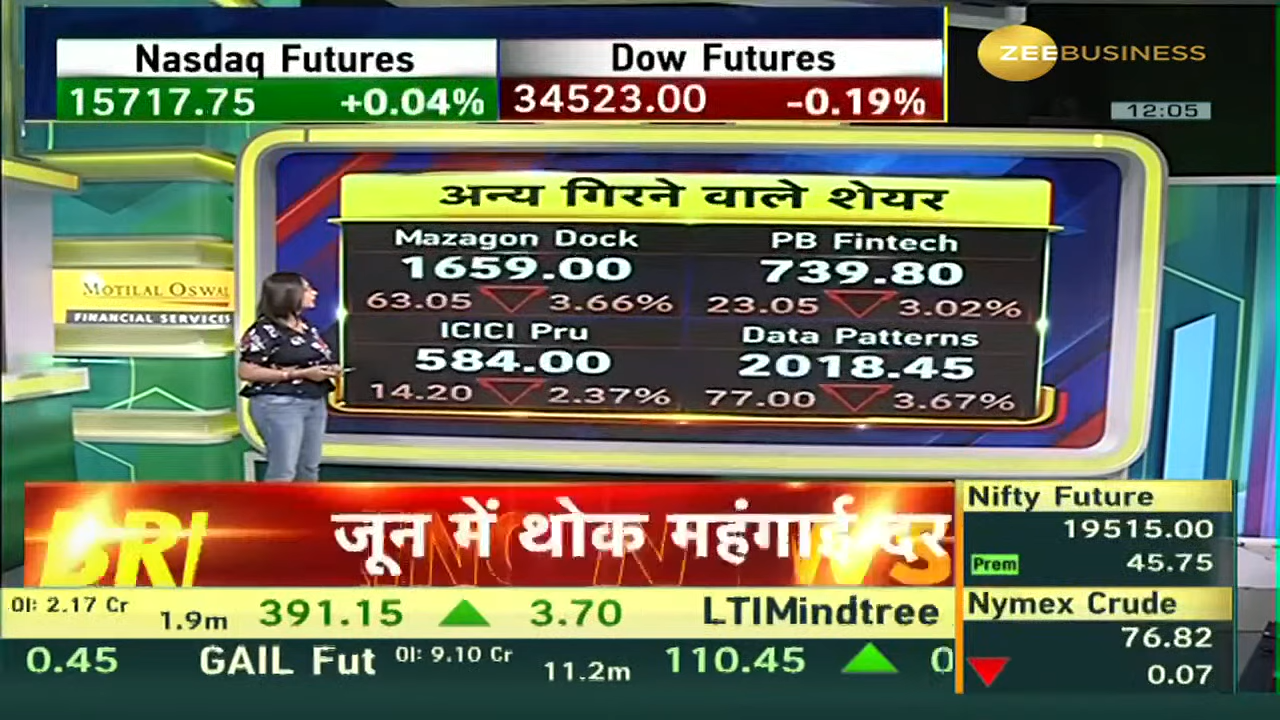 Nasdaq Futures
15717.75 +0.04%
Dow Futures
34523.00 -0.19%
ZEEBUSINESS
12:05
अन्य गिरने वाले शेयर
Mazagon Dock
1659.00
63.05 3.66%
PB Fintech
739.80
23.05 3.02%
ICICI Pru
584.00
14.20 2.37%
Data Patterns
2018.45
77.00 3.67%
MOTILAL OSWAL
FINANCIAL SERVICES
जून में थोक महंगाई दर
Nifty Future
19515.00
Prem 45.75
Nymex Crude
76.82
0.07
OI: 2.17 Cr 1.9m 391.15 3.70 LTIMindtree
0.45 GAIL Fut OI: 9.10 Cr 11.2m 110.45 0